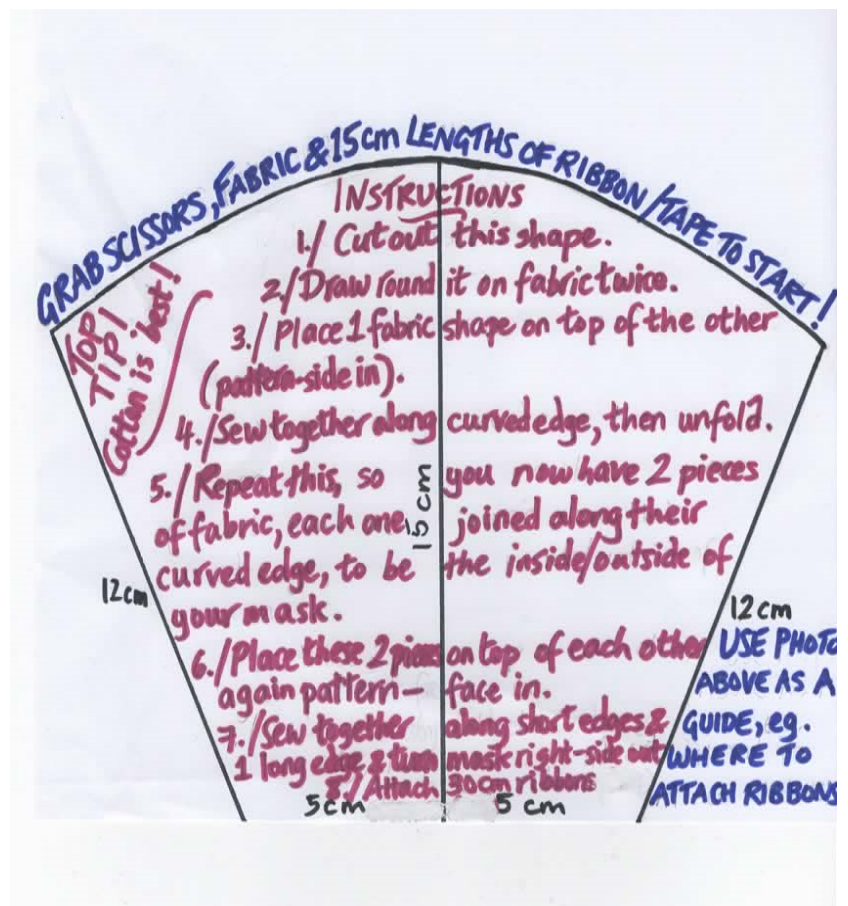 GRAB SCISSORS, FABRIC & 15cm LENGTHS OF RIBBON/TAPE TO START!
INSTRUCTIONS
1./ Cut out this shape.
2/ Draw round it on fabric twice.
3./ Place 1 fabric shape on top of the other
(pattern-side in).
TOP
TIP!
Cotton is best!
4./ Sew together along curved edge, then unfold.
5./ Repeat this, so you now have 2 pieces
of fabric, each one joined along their
curved edge, to be the inside/outside of
your mask.
15cm
12cm
12cm
6./ Place these 2 pieces on top of each other
again pattern- face in.
7./ Sew together along short edges &
1 long edge & turn mask right-side out
8./ Attach 30cm ribbons
5cm 5 cm
USE PHOTO
ABOVE AS A
GUIDE, eg.
WHERE TO
ATTACH RIBBONS